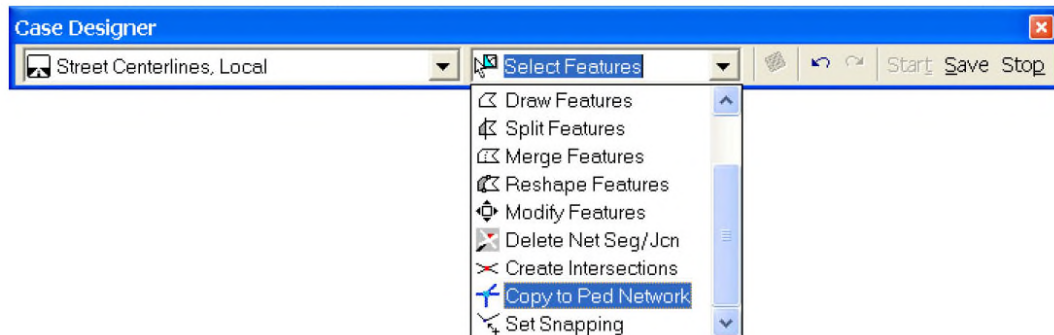 Case Designer
Street Centerlines, Local Select Features Start Save Stop
Draw Features
Split Features
Merge Features
Reshape Features
Modify Features
Delete Net Seg/Jcn
Create Intersections
Copy to Ped Network
Set Snapping